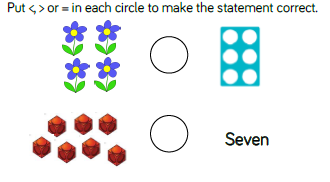 Put <, > or = in each circle to make the statement correct.
Seven